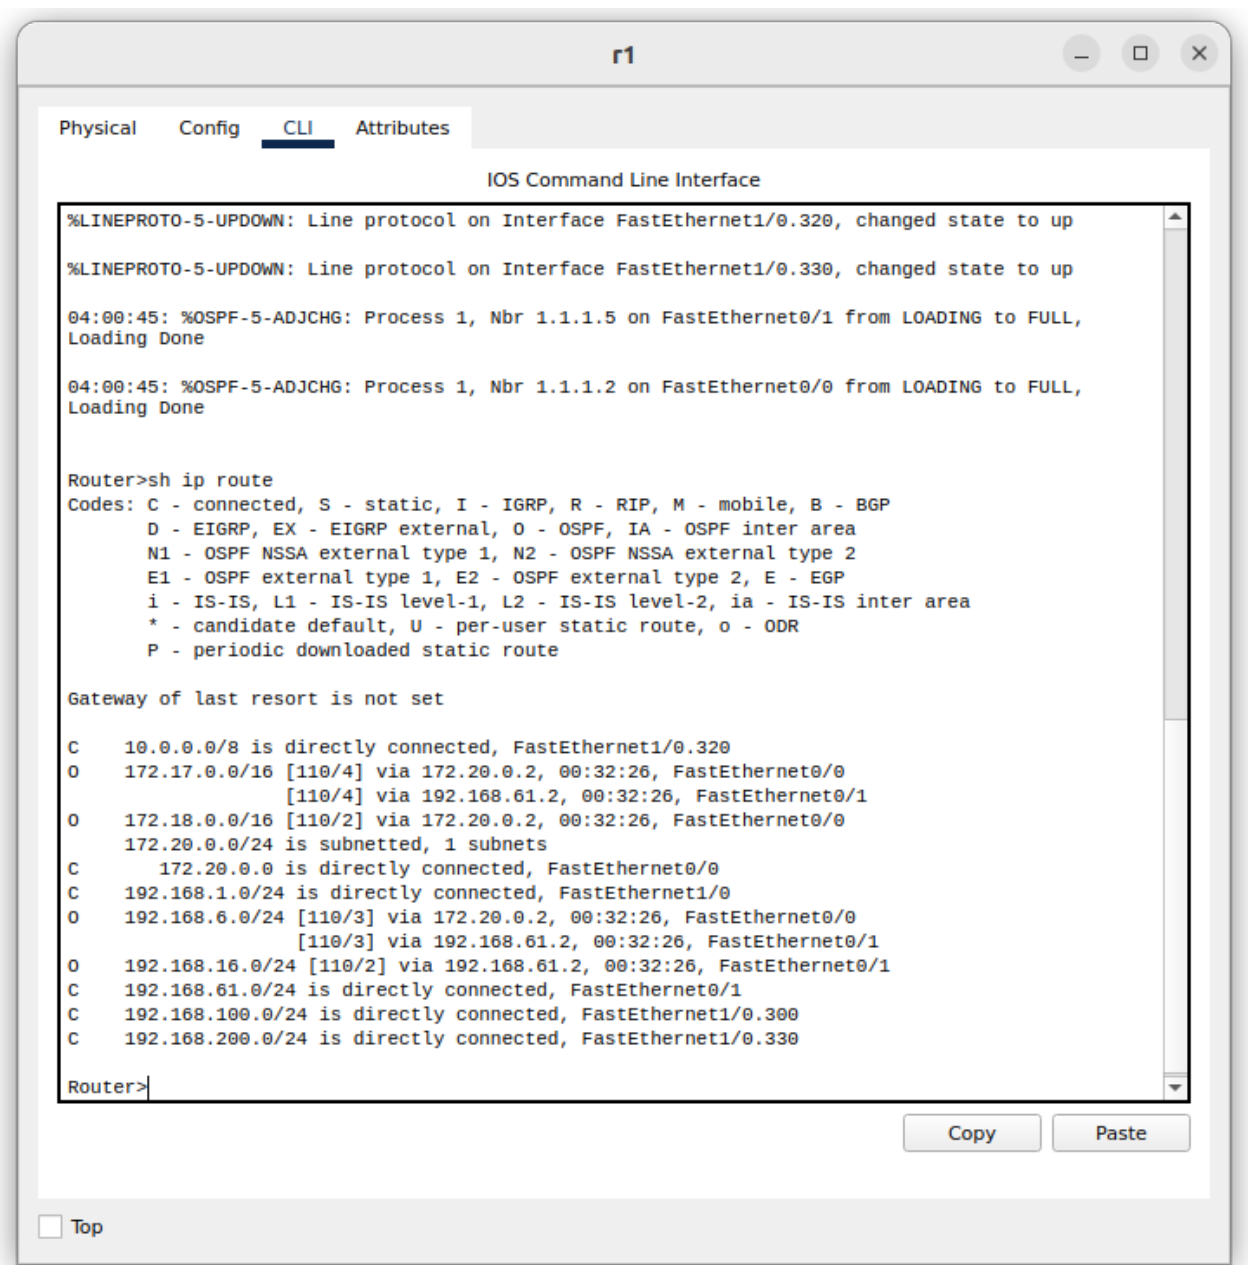 r1
Physical Config CLI Attributes
IOS Command Line Interface
%LINEPROTO-5-UPDOWN: Line protocol on Interface FastEthernet1/0.320, changed state to up
%LINEPROTO-5-UPDOWN: Line protocol on Interface FastEthernet1/0.330, changed state to up
04:00:45: %OSPF-5-ADJCHG: Process 1, Nbr 1.1.1.5 on FastEthernet0/1 from LOADING to FULL,
Loading Done
04:00:45: %OSPF-5-ADJCHG: Process 1, Nbr 1.1.1.2 on FastEthernet0/0 from LOADING to FULL,
Loading Done
Router>sh ip route
Codes: C - connected, S - static, I - IGRP, R - RIP, M - mobile, B - BGP
       D - EIGRP, EX - EIGRP external, O - OSPF, IA - OSPF inter area
       N1 - OSPF NSSA external type 1, N2 - OSPF NSSA external type 2
       E1 - OSPF external type 1, E2 - OSPF external type 2, E - EGP
       i - IS-IS, L1 - IS-IS level-1, L2 - IS-IS level-2, ia - IS-IS inter area
       * - candidate default, U - per-user static route, o - ODR
       P - periodic downloaded static route
Gateway of last resort is not set
C    10.0.0.0/8 is directly connected, FastEthernet1/0.320
O    172.17.0.0/16 [110/4] via 172.20.0.2, 00:32:26, FastEthernet0/0
                   [110/4] via 192.168.61.2, 00:32:26, FastEthernet0/1
O    172.18.0.0/16 [110/2] via 172.20.0.2, 00:32:26, FastEthernet0/0
     172.20.0.0/24 is subnetted, 1 subnets
C       172.20.0.0 is directly connected, FastEthernet0/0
C    192.168.1.0/24 is directly connected, FastEthernet1/0
O    192.168.6.0/24 [110/3] via 172.20.0.2, 00:32:26, FastEthernet0/0
                    [110/3] via 192.168.61.2, 00:32:26, FastEthernet0/1
O    192.168.16.0/24 [110/2] via 192.168.61.2, 00:32:26, FastEthernet0/1
C    192.168.61.0/24 is directly connected, FastEthernet0/1
C    192.168.100.0/24 is directly connected, FastEthernet1/0.300
C    192.168.200.0/24 is directly connected, FastEthernet1/0.330
Router>
Copy Paste
Top